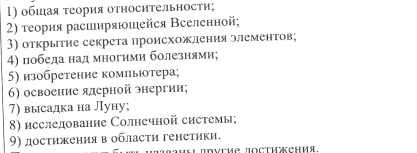 1) общая теория относительности;
2) теория расширяющейся Вселенной;
3) открытие секрета происхождения элементов;
4) победа над многими болезнями;
5) изобретение компьютера;
6) освоение ядерной энергии;
7) высадка на Луну;
8) исследование Солнечной системы;
9) достижения в области генетики.
быть названы другие достижения.